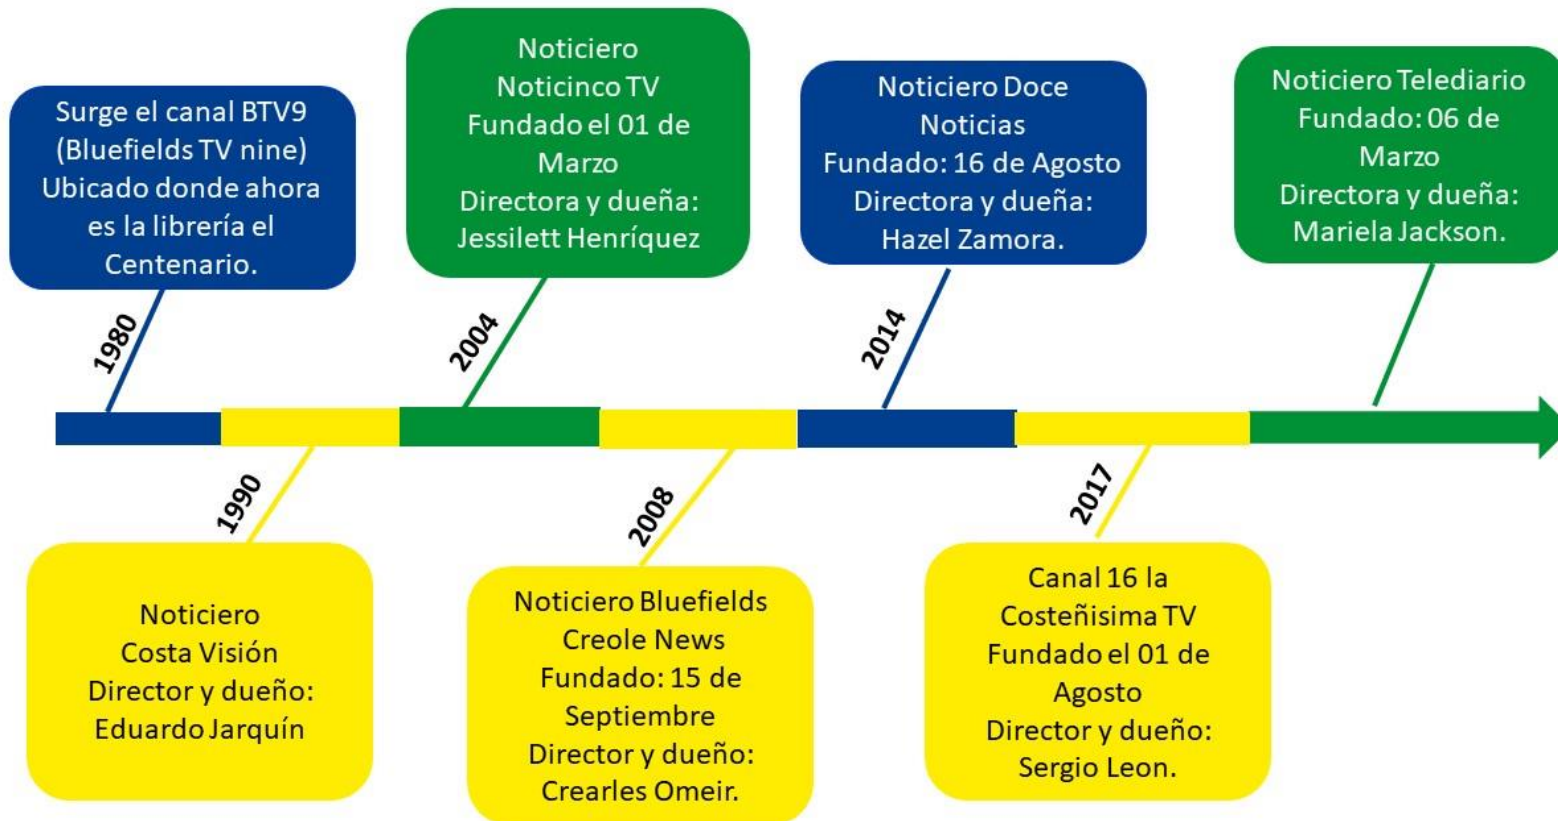 Surge el canal BTV9
(Bluefields TV nine)
Ubicado donde ahora
es la librería el
Centenario.
1980
Noticiero
Costa Visión
Director y dueño:
Eduardo Jarquín
1990
Noticiero
Noticinco TV
Fundado el 01 de
Marzo
Directora y dueña:
Jessilett Henríquez
2004
Noticiero Bluefields
Creole News
Fundado: 15 de
Septiembre
Director y dueño:
Crearles Omeir.
2008
Noticiero Doce
Noticias
Fundado: 16 de Agosto
Directora y dueña:
Hazel Zamora.
2014
Canal 16 la
Costeñisima TV
Fundado el 01 de
Agosto
Director y dueño:
Sergio Leon.
2017
Noticiero Telediario
Fundado: 06 de
Marzo
Directora y dueña:
Mariela Jackson.